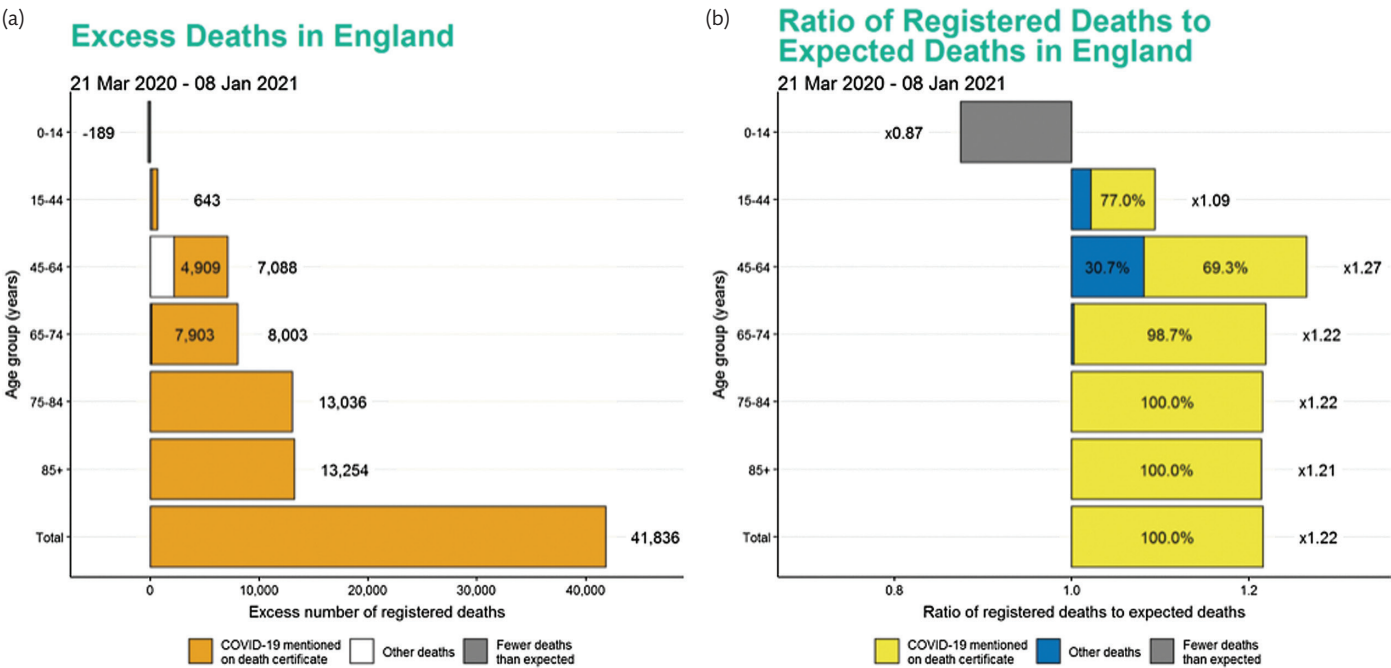 (a)
Excess Deaths in England
21 Mar 2020 - 08 Jan 2021
Age group (years)
0-14
-189
15-44
643
45-64
4,909
7,088
65-74
7,903
8,003
75-84
13,036
85+
13,254
Total
41,836
0
10,000
20,000
30,000
40,000
Excess number of registered deaths
COVID-19 mentioned
on death certificate
Other deaths
Fewer deaths
than expected
(b)
Ratio of Registered Deaths to
Expected Deaths in England
21 Mar 2020 - 08 Jan 2021
Age group (years)
0-14
x0.87
15-44
77.0%
x1.09
45-64
30.7%
69.3%
x1.27
65-74
98.7%
x1.22
75-84
100.0%
x1.22
85+
100.0%
x1.21
Total
100.0%
x1.22
0.8
1.0
1.2
Ratio of registered deaths to expected deaths
COVID-19 mentioned
on death certificate
Other deaths
Fewer deaths
than expected